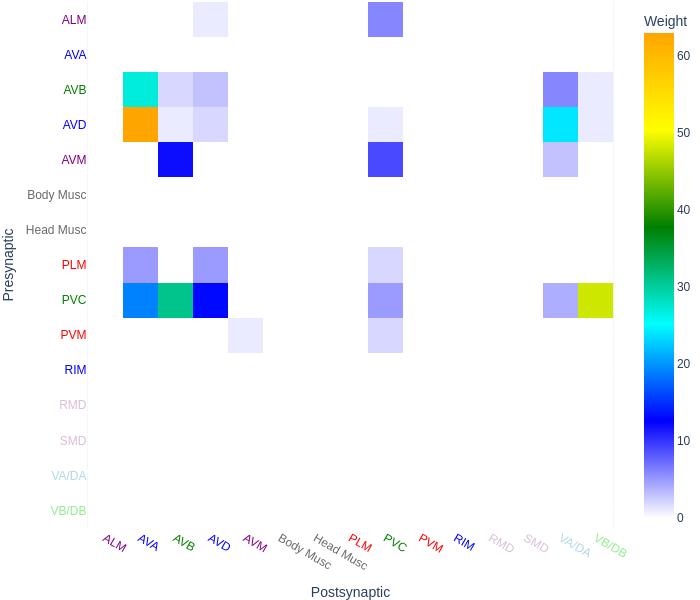 Weight
60
50
40
30
20
10
0
Presynaptic
ALM
AVA
AVB
AVD
AVM
Body Musc
Head Musc
PLM
PVC
PVM
RIM
RMD
SMD
VA/DA
VB/DB
ALM
AVA
AVB
AVD
AVM
Body Musc
Head Musc
PLM
PVC
PVM
RIM
RMD
SMD
VA/DA
VB/DB
Postsynaptic